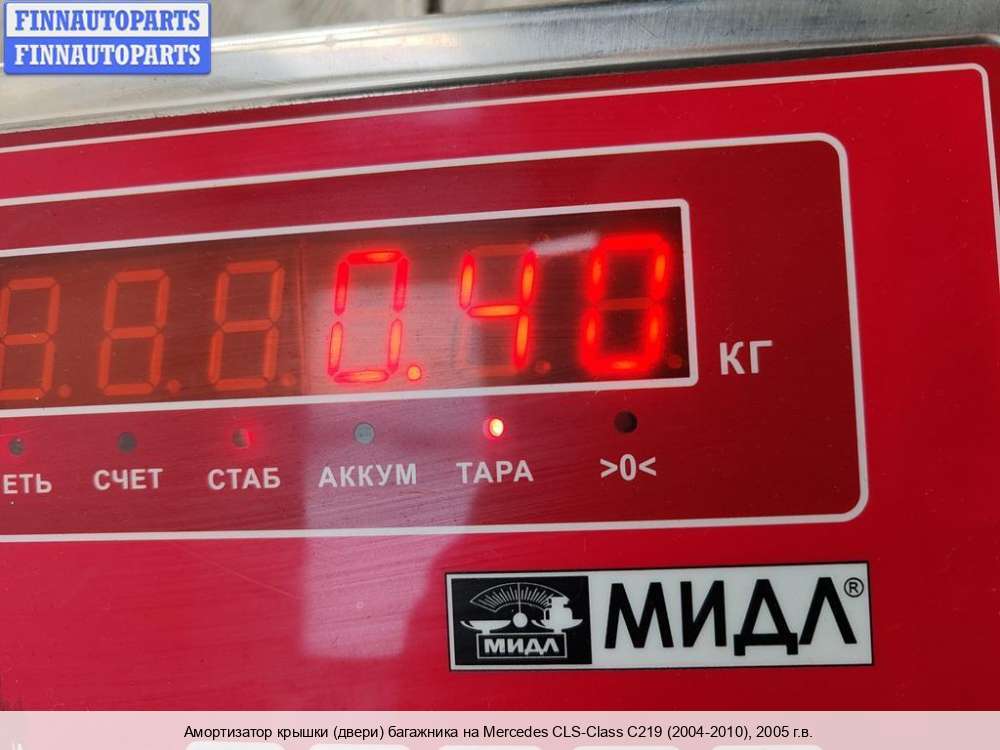 FINNAUTOPARTS
FINNAUTOPARTS
0.40
КГ
ЕТЬ СЧЕТ СТАБ АККУМ ТАРА >0<
МИДЛ
МИДЛ®
Амортизатор крышки (двери) багажника на Mercedes CLS-Class C219 (2004-2010), 2005 г.в.